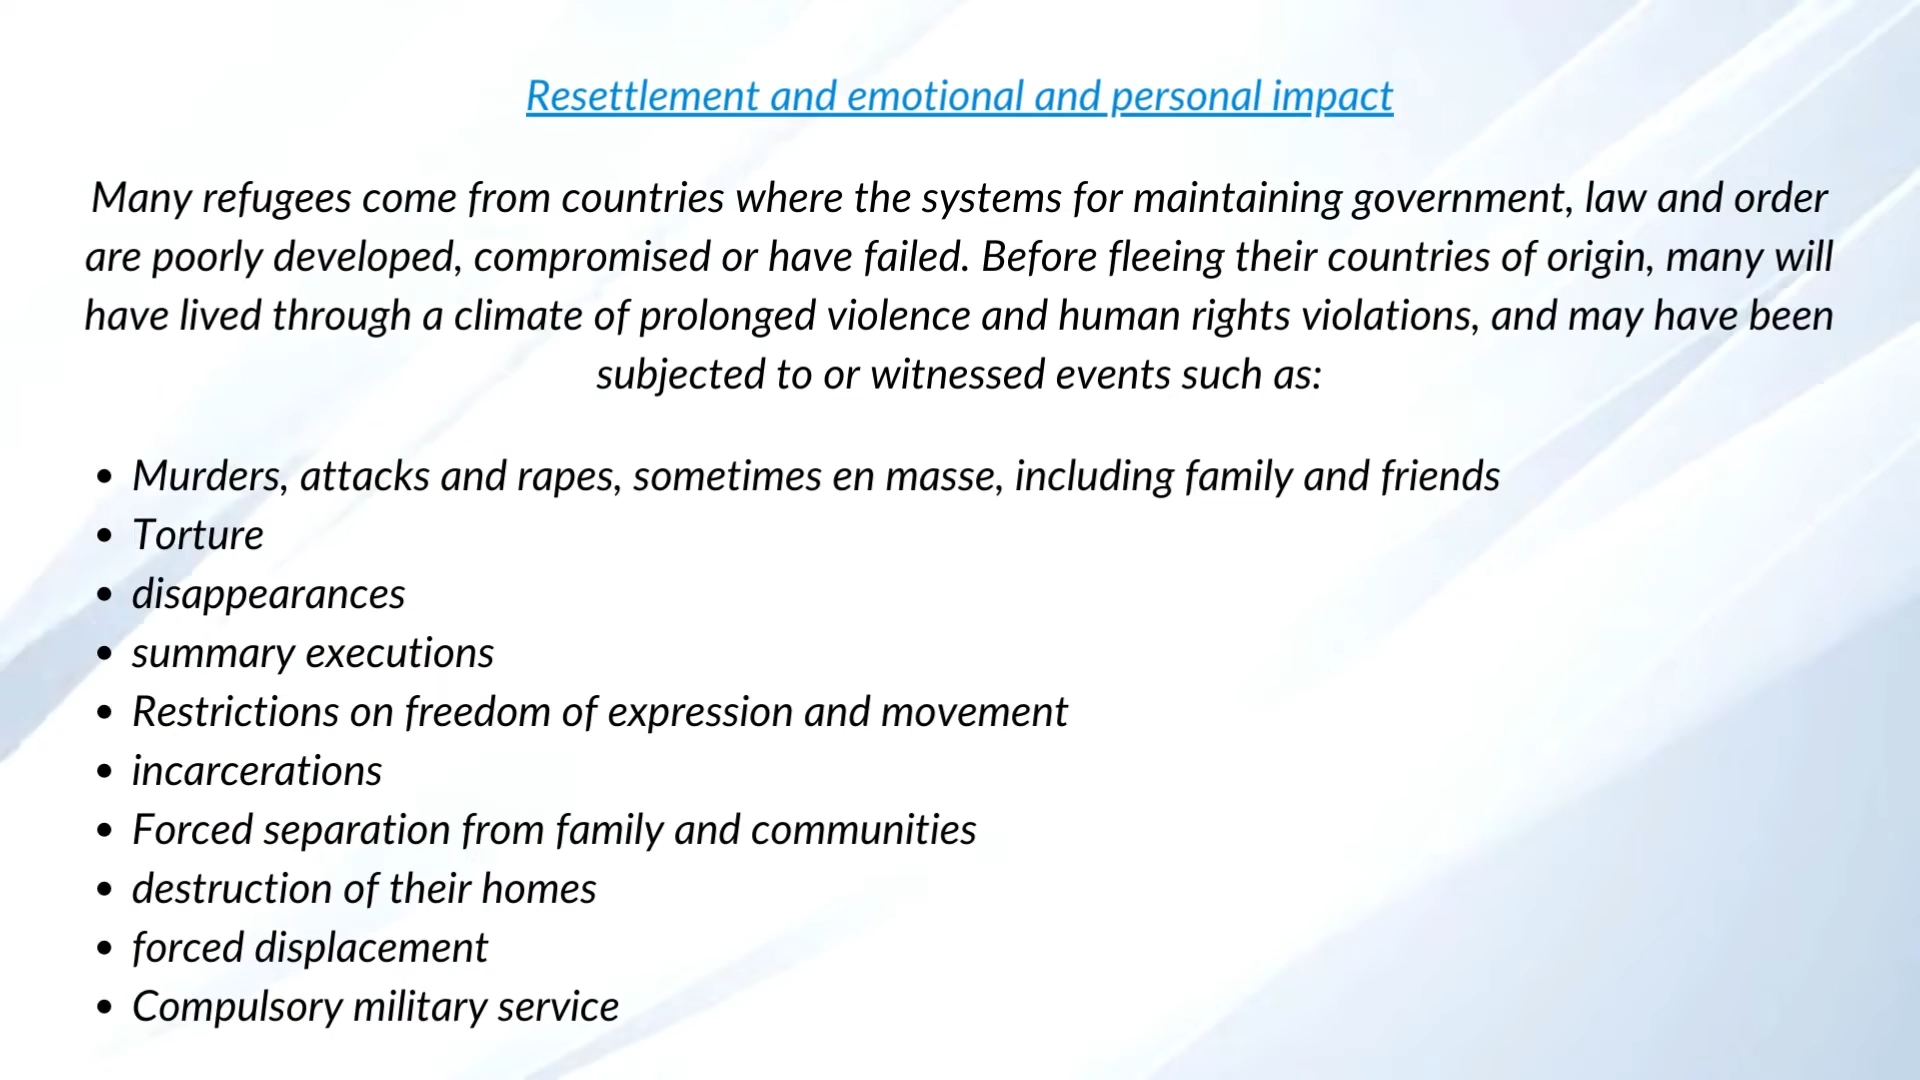 Resettlement and emotional and personal impact
Many refugees come from countries where the systems for maintaining government, law and order
are poorly developed, compromised or have failed. Before fleeing their countries of origin, many will
have lived through a climate of prolonged violence and human rights violations, and may have been
subjected to or witnessed events such as:
• Murders, attacks and rapes, sometimes en masse, including family and friends
• Torture
• disappearances
• summary executions
• Restrictions on freedom of expression and movement
• incarcerations
• Forced separation from family and communities
• destruction of their homes
• forced displacement
• Compulsory military service